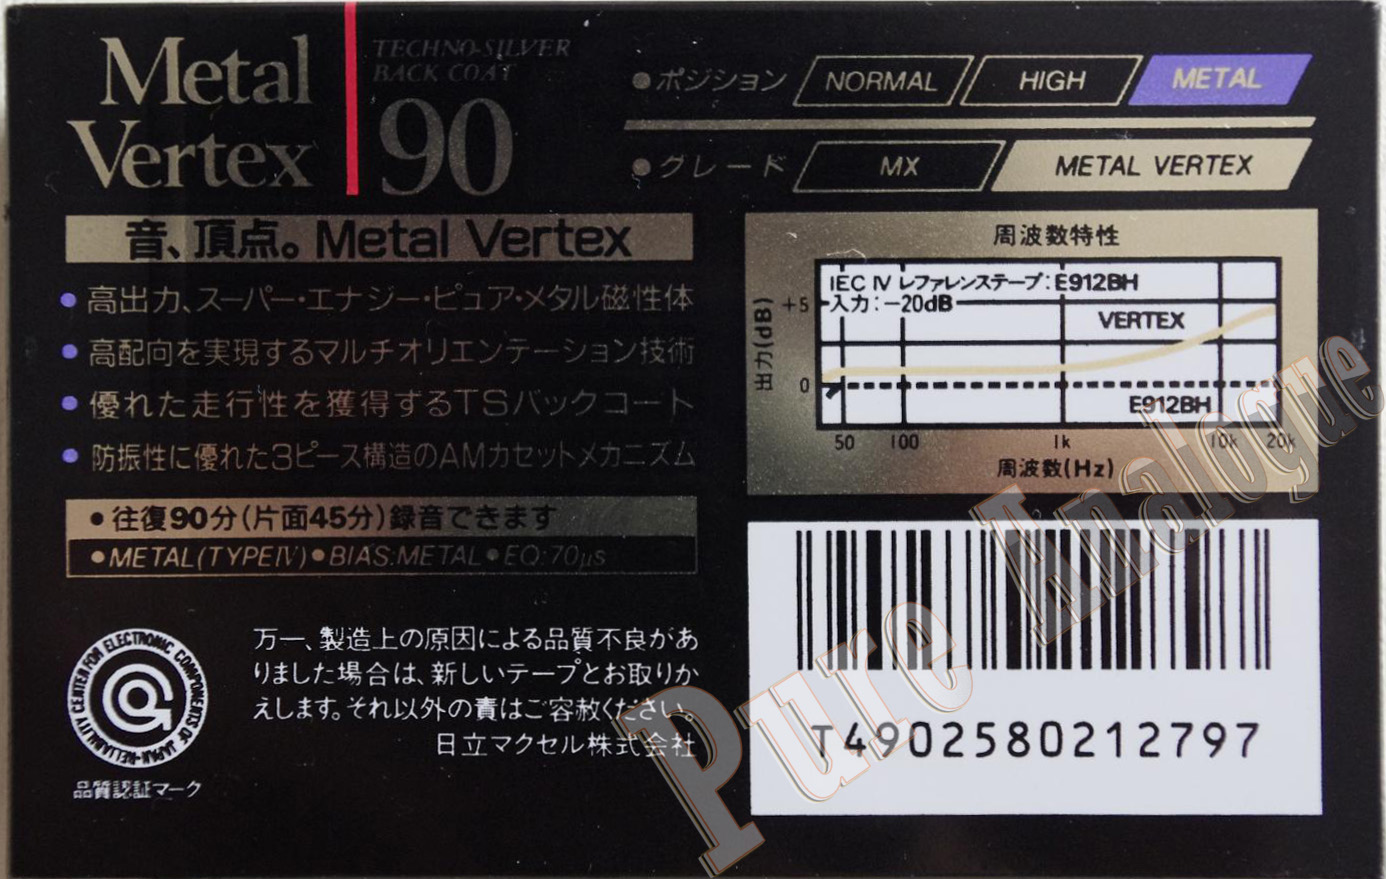 Metal
Vertex
TECHNO-SILVER
BACK COAT
90
●ポジション NORMAL HIGH METAL
●グレード MX METAL VERTEX
音、頂点。Metal Vertex
● 高出力、スーパー・エナジー・ピュア・メタル磁性体
● 高配向を実現するマルチオリエンテーション技術
● 優れた走行性を獲得するTSバックコート
● 防振性に優れた3ピース構造のAMカセットメカニズム
●往復90分(片面45分)録音できます
●METAL(TYPEⅣ)●BIAS:METAL●EQ:70μs
周波数特性
IEC Ⅳ レファレンステープ:E912BH
入力:−20dB
VERTEX
E912BH
出力(dB)
+5
0
50 100 1k 10k 20k
周波数(Hz)
RELIABILITY CENTER FOR ELECTRONIC COMPONENTS OF JAPAN
品質認証マーク
万一、製造上の原因による品質不良があ
りました場合は、新しいテープとお取りか
えします。それ以外の責はご容赦ください。
日立マクセル株式会社
T4902580212797
Pure Analogue